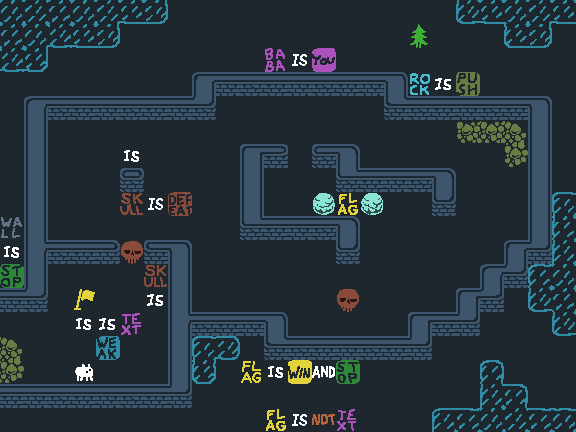 BABA IS YOU
ROCK IS PUSH
IS
SKULL IS DEFEAT
FLAG
WALL
IS
STOP
SKULL
IS
IS IS TEXT
WEAK
FLAG IS WIN AND STOP
FLAG IS NOT TEXT